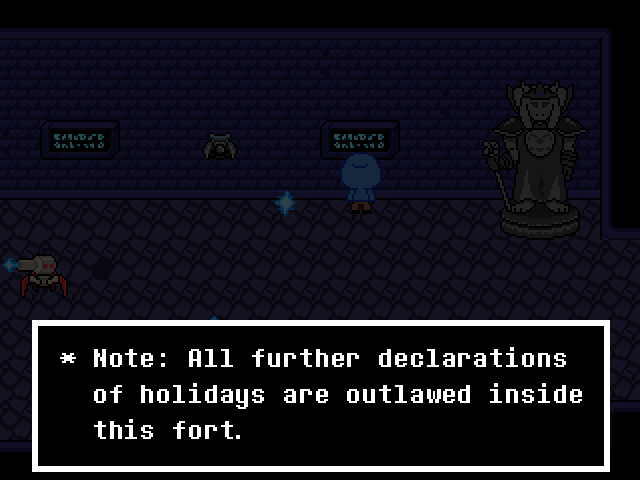 * Note: All further declarations
of holidays are outlawed inside
this fort.